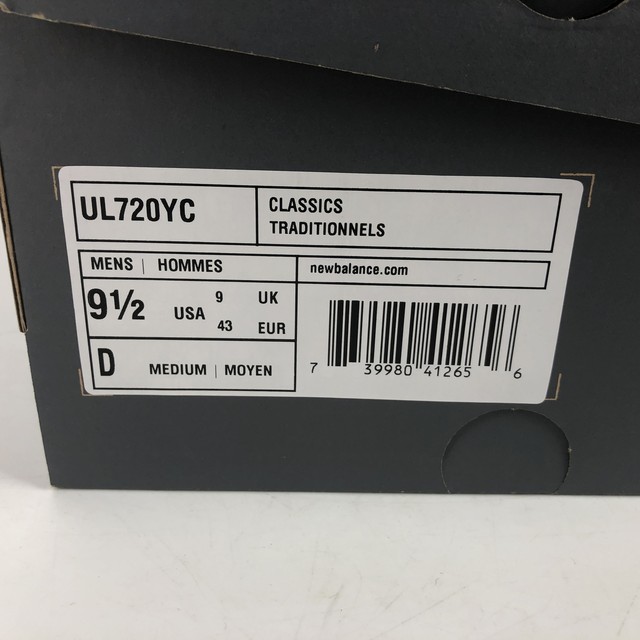 UL720YC
CLASSICS
TRADITIONNELS
MENS | HOMMES
newbalance.com
9½ USA 9 UK
43 EUR
D MEDIUM | MOYEN
7 39980 41265 6